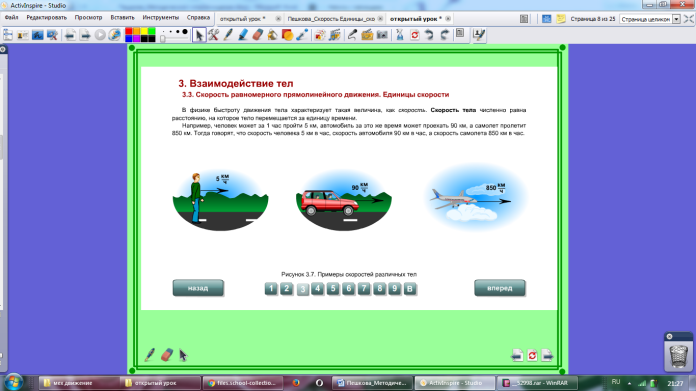 ActivInspire - Studio
Файл Редактировать Просмотр Вставить Инструменты Справка
открытый урок * Пешкова_Скорость Единицы_ско открытый урок *
Страница 8 из 25 Страница целиком
3. Взаимодействие тел
3.3. Скорость равномерного прямолинейного движения. Единицы скорости
В физике быстроту движения тела характеризует такая величина, как скорость. Скорость тела численно равна
расстоянию, на которое тело перемещается за единицу времени.
Например, человек может за 1 час пройти 5 км, автомобиль за это же время может проехать 90 км, а самолет пролетит
850 км. Тогда говорят, что скорость человека 5 км в час, скорость автомобиля 90 км в час, а скорость самолета 850 км в час.
5 км/ч
90 км/ч
850 км/ч
Рисунок 3.7. Примеры скоростей различных тел
назад 1 2 3 4 5 6 7 8 9 В вперед
мех движение открытый урок files.school-collectio... Пешкова_Методиче... ActivInspire - Studio _52998.rar - WinRAR RU 21:27